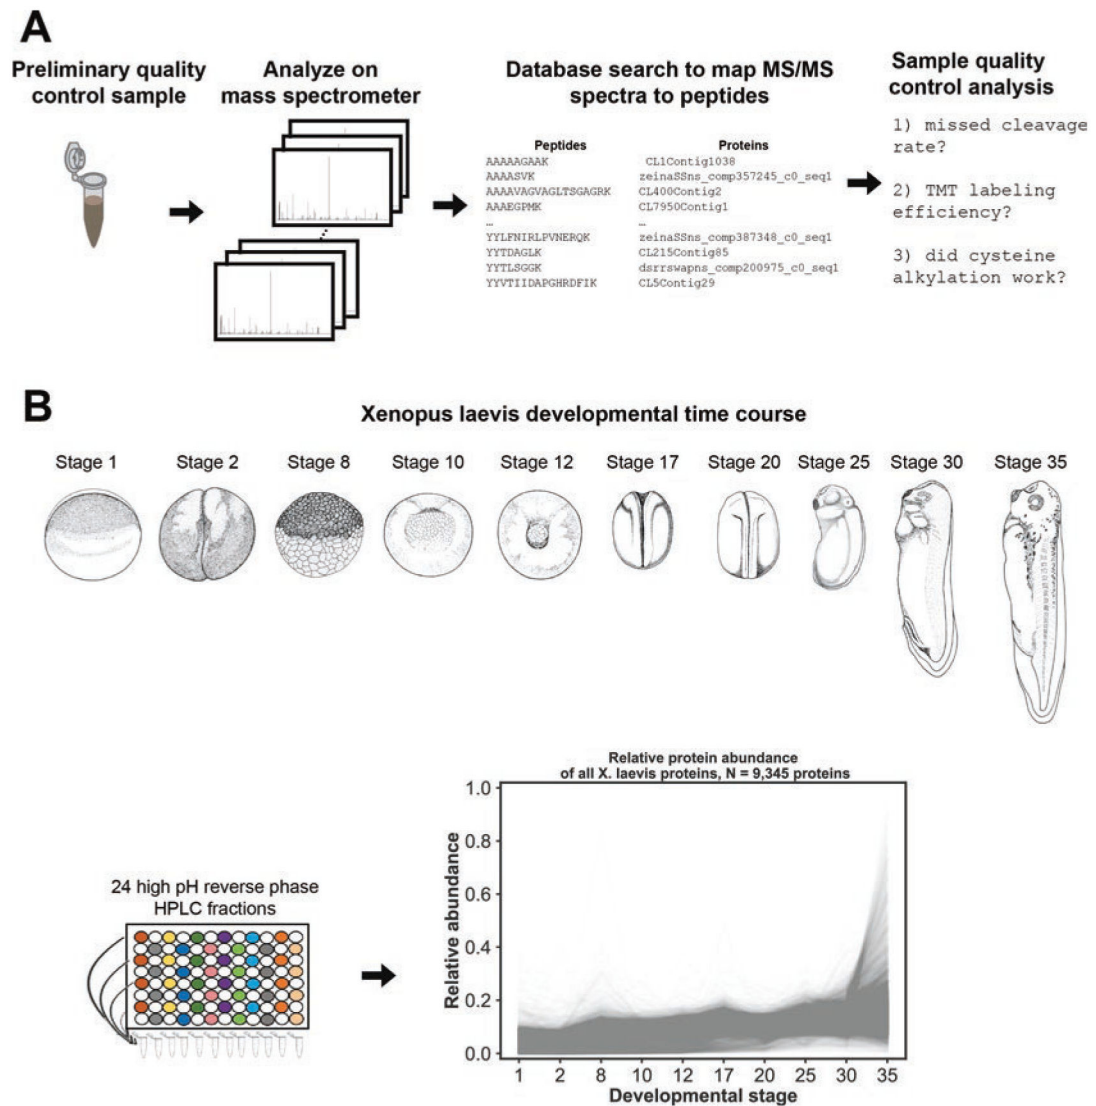 A
Preliminary quality
control sample
Analyze on
mass spectrometer
Database search to map MS/MS
spectra to peptides
Sample quality
control analysis
Peptides Proteins
AAAAAGAAK CL1Contig1038
AAAASVK zeinaSSns_comp357245_c0_seq1
AAAAVAGVAGLTSGAGRK CL400Contig2
AAAEGPMK CL7950Contig1
… …
YYLFNIRLPVNERQK zeinaSSns_comp387348_c0_seq1
YYTDAGLK CL215Contig85
YYTLSGGK dsrrswapns_comp200975_c0_seq1
YYVTIIDAPGHRDFIK CL5Contig29
1) missed cleavage
rate?
2) TMT labeling
efficiency?
3) did cysteine
alkylation work?
B
Xenopus laevis developmental time course
Stage 1 Stage 2 Stage 8 Stage 10 Stage 12 Stage 17 Stage 20 Stage 25 Stage 30 Stage 35
24 high pH reverse phase
HPLC fractions
Relative protein abundance
of all X. laevis proteins, N = 9,345 proteins
Relative abundance
1.0
0.8
0.6
0.4
0.2
0.0
1 2 8 10 12 17 20 25 30 35
Developmental stage